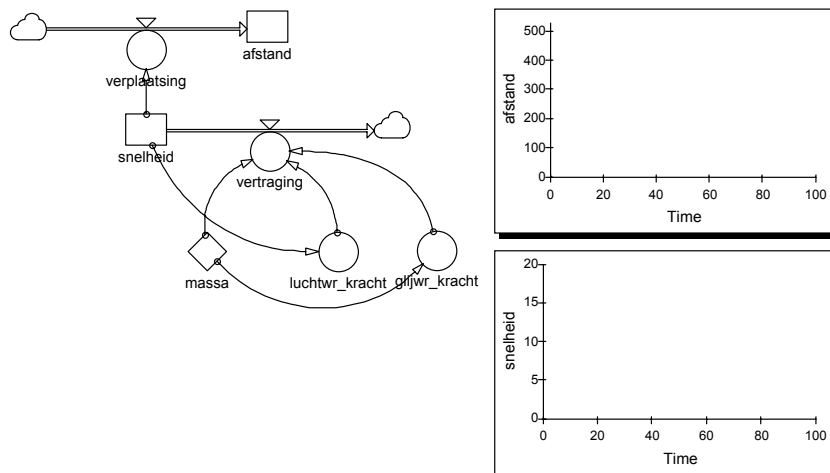 afstand
verplaatsing
snelheid
vertraging
massa
luchtwr_kracht
glijwr_kracht
500
400
300
200
100
0
afstand
0 20 40 60 80 100
Time
20
15
10
5
0
snelheid
0 20 40 60 80 100
Time